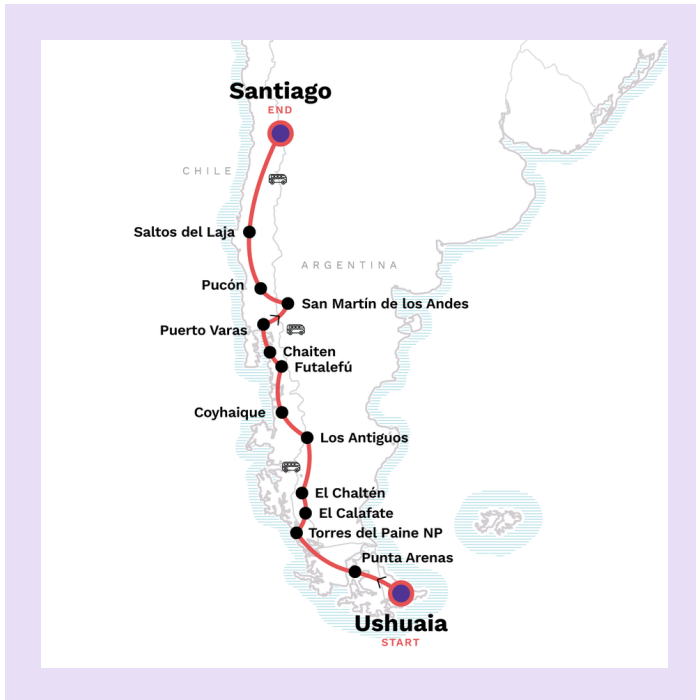 Santiago
END
CHILE
Saltos del Laja
ARGENTINA
Pucón
San Martín de los Andes
Puerto Varas
Chaiten
Futalefú
Coyhaique
Los Antiguos
El Chaltén
El Calafate
Torres del Paine NP
Punta Arenas
Ushuaia
START